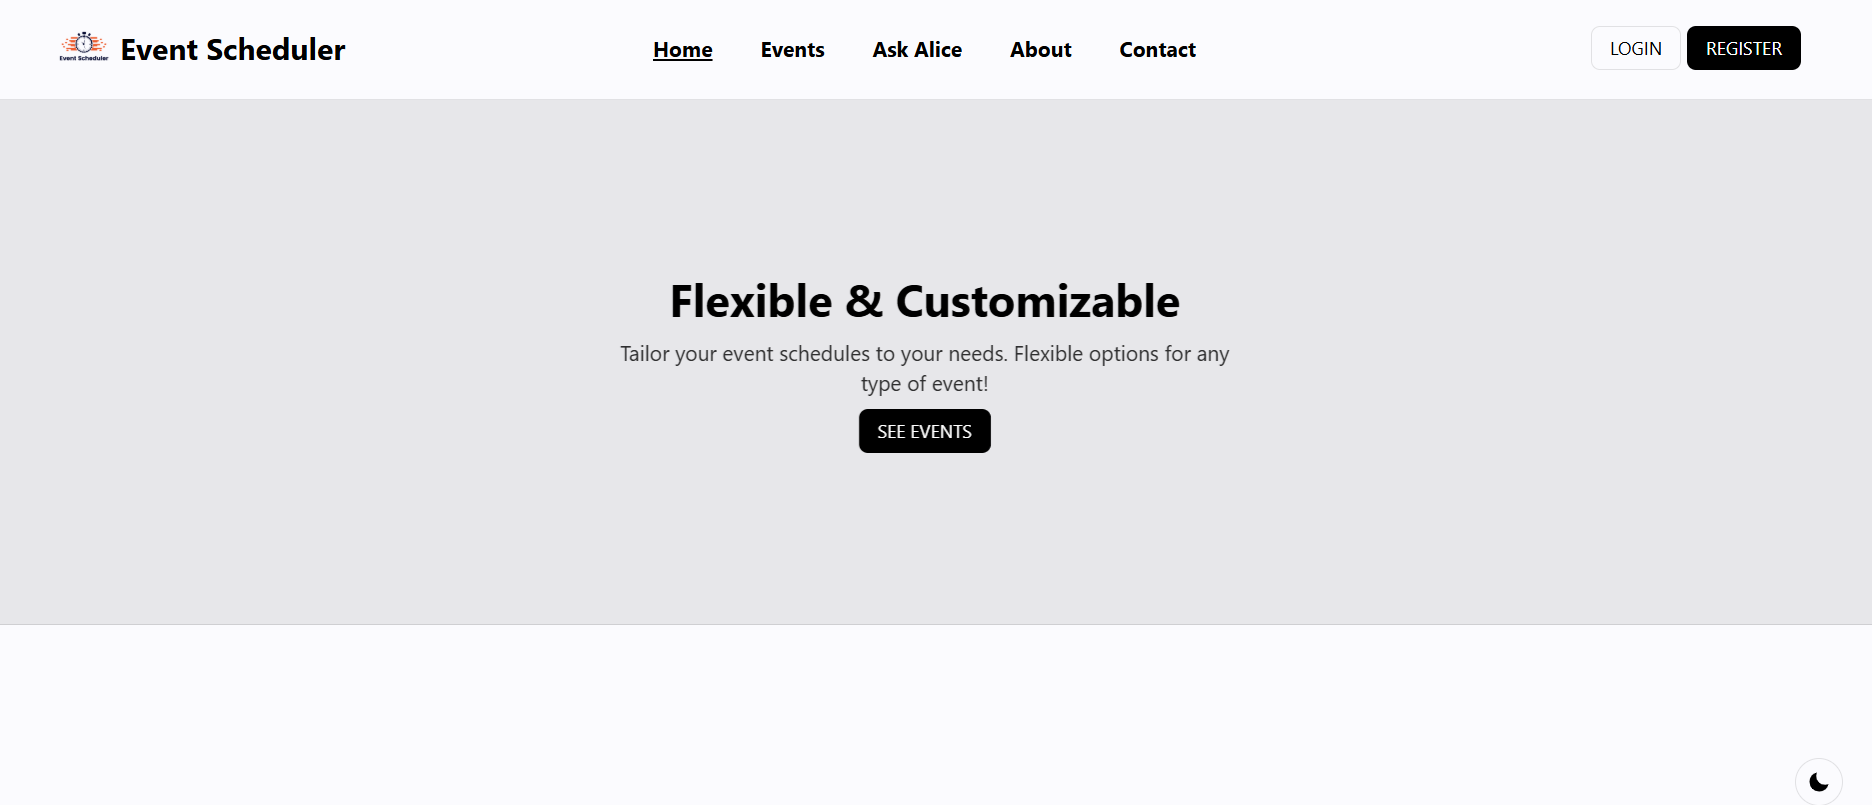 Event Scheduler
Event Scheduler
Home Events Ask Alice About Contact
LOGIN REGISTER
Flexible & Customizable
Tailor your event schedules to your needs. Flexible options for any
type of event!
SEE EVENTS